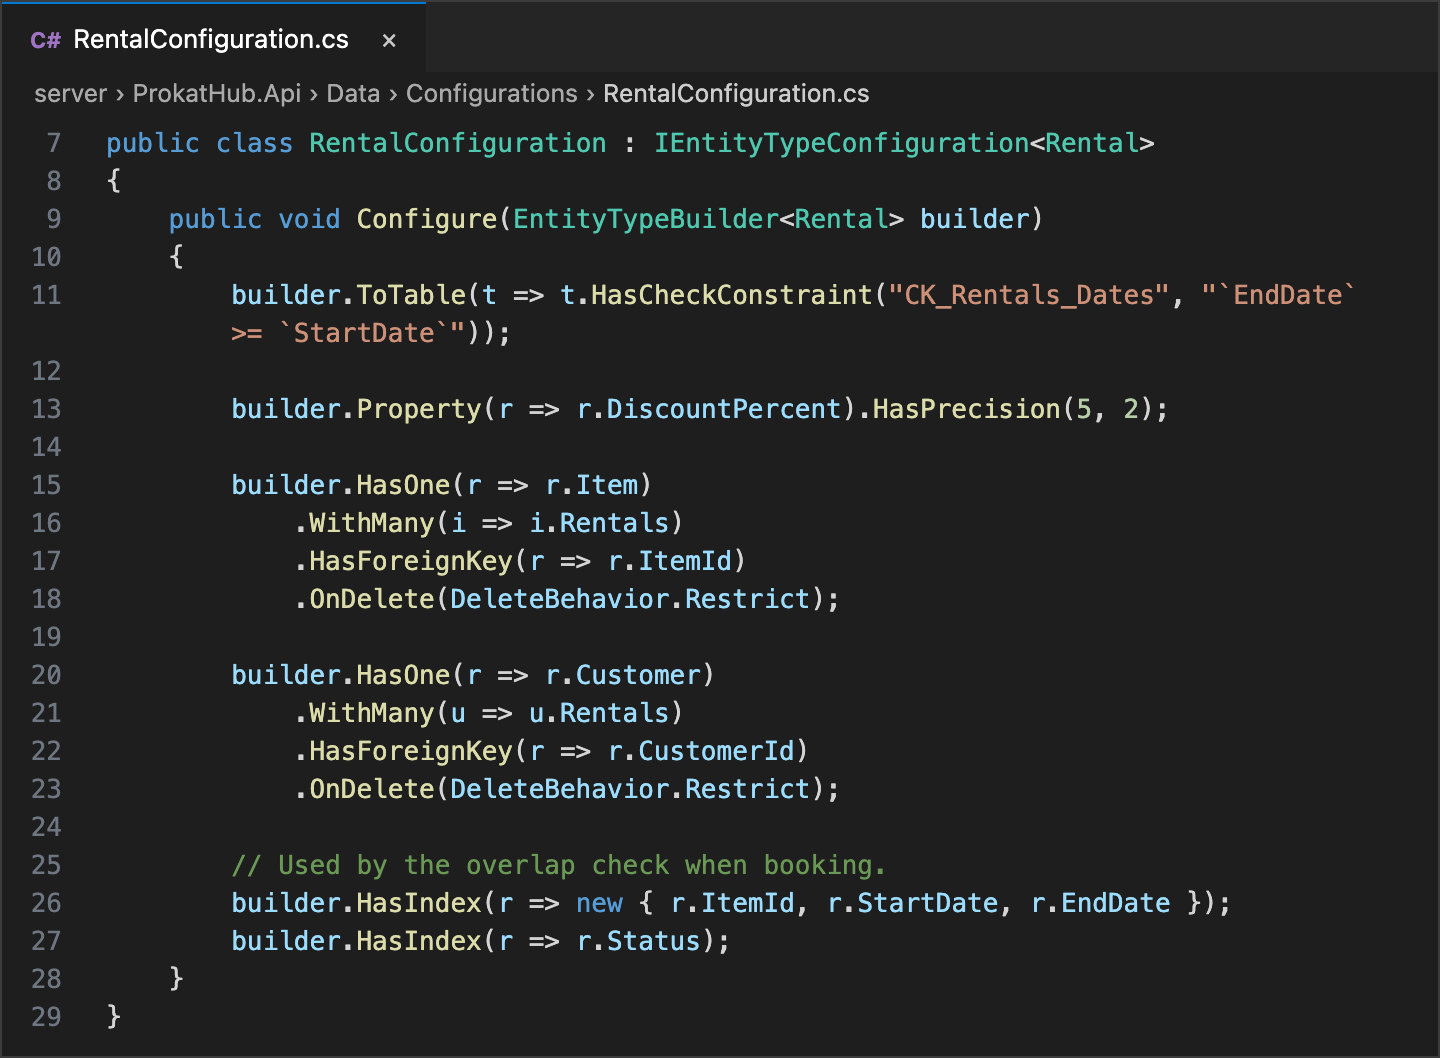 C# RentalConfiguration.cs ×
server › ProkatHub.Api › Data › Configurations › RentalConfiguration.cs
7 public class RentalConfiguration : IEntityTypeConfiguration<Rental>
8 {
9     public void Configure(EntityTypeBuilder<Rental> builder)
10     {
11         builder.ToTable(t => t.HasCheckConstraint("CK_Rentals_Dates", "`EndDate`
>= `StartDate`"));
12
13         builder.Property(r => r.DiscountPercent).HasPrecision(5, 2);
14
15         builder.HasOne(r => r.Item)
16             .WithMany(i => i.Rentals)
17             .HasForeignKey(r => r.ItemId)
18             .OnDelete(DeleteBehavior.Restrict);
19
20         builder.HasOne(r => r.Customer)
21             .WithMany(u => u.Rentals)
22             .HasForeignKey(r => r.CustomerId)
23             .OnDelete(DeleteBehavior.Restrict);
24
25         // Used by the overlap check when booking.
26         builder.HasIndex(r => new { r.ItemId, r.StartDate, r.EndDate });
27         builder.HasIndex(r => r.Status);
28     }
29 }